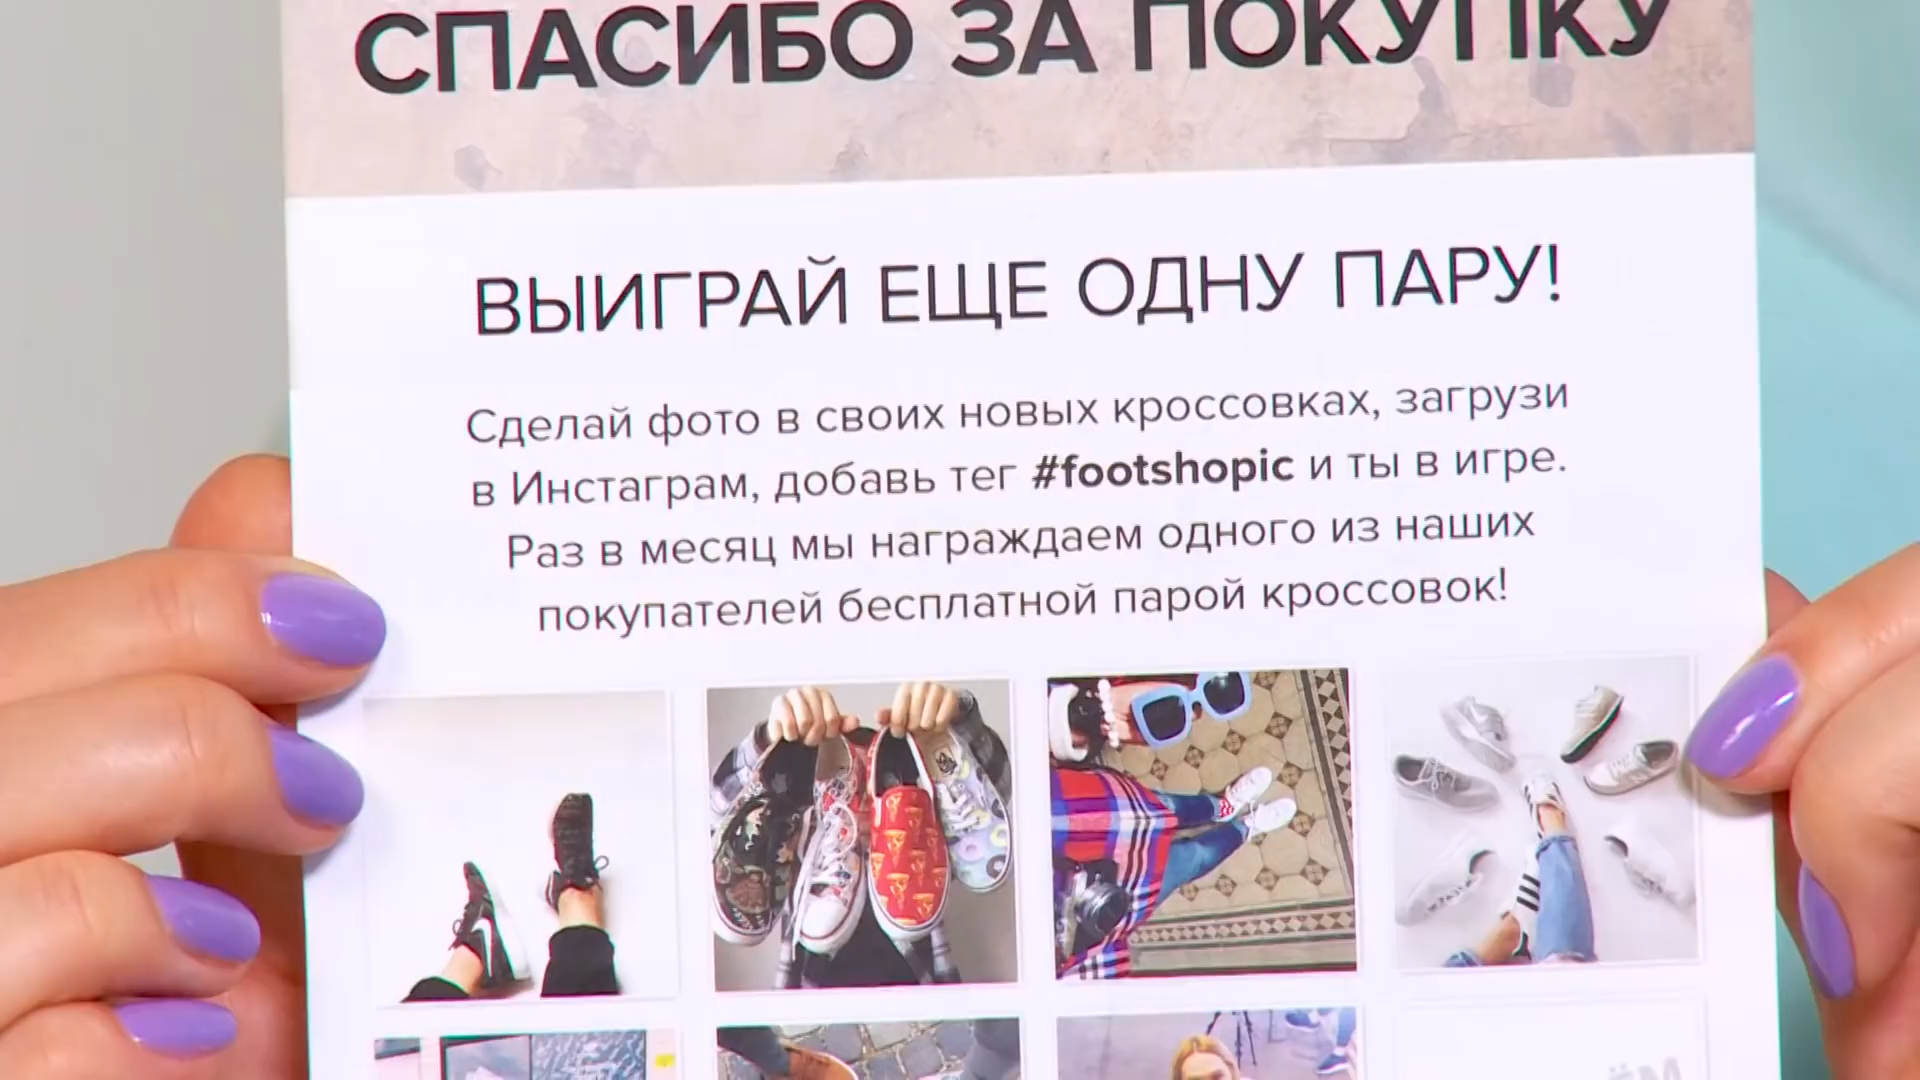 СПАСИБО ЗА ПОКУПКУ
ВЫИГРАЙ ЕЩЕ ОДНУ ПАРУ!
Сделай фото в своих новых кроссовках, загрузи
в Инстаграм, добавь тег #footshopic и ты в игре.
Раз в месяц мы награждаем одного из наших
покупателей бесплатной парой кроссовок!